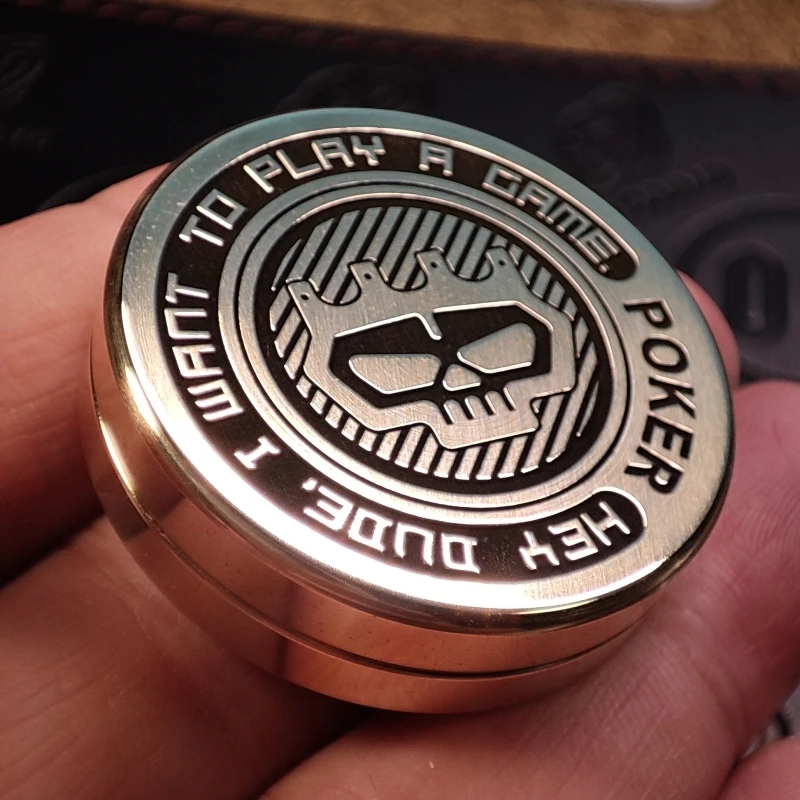 HEY DUDE, I WANT TO PLAY A GAME.
POKER